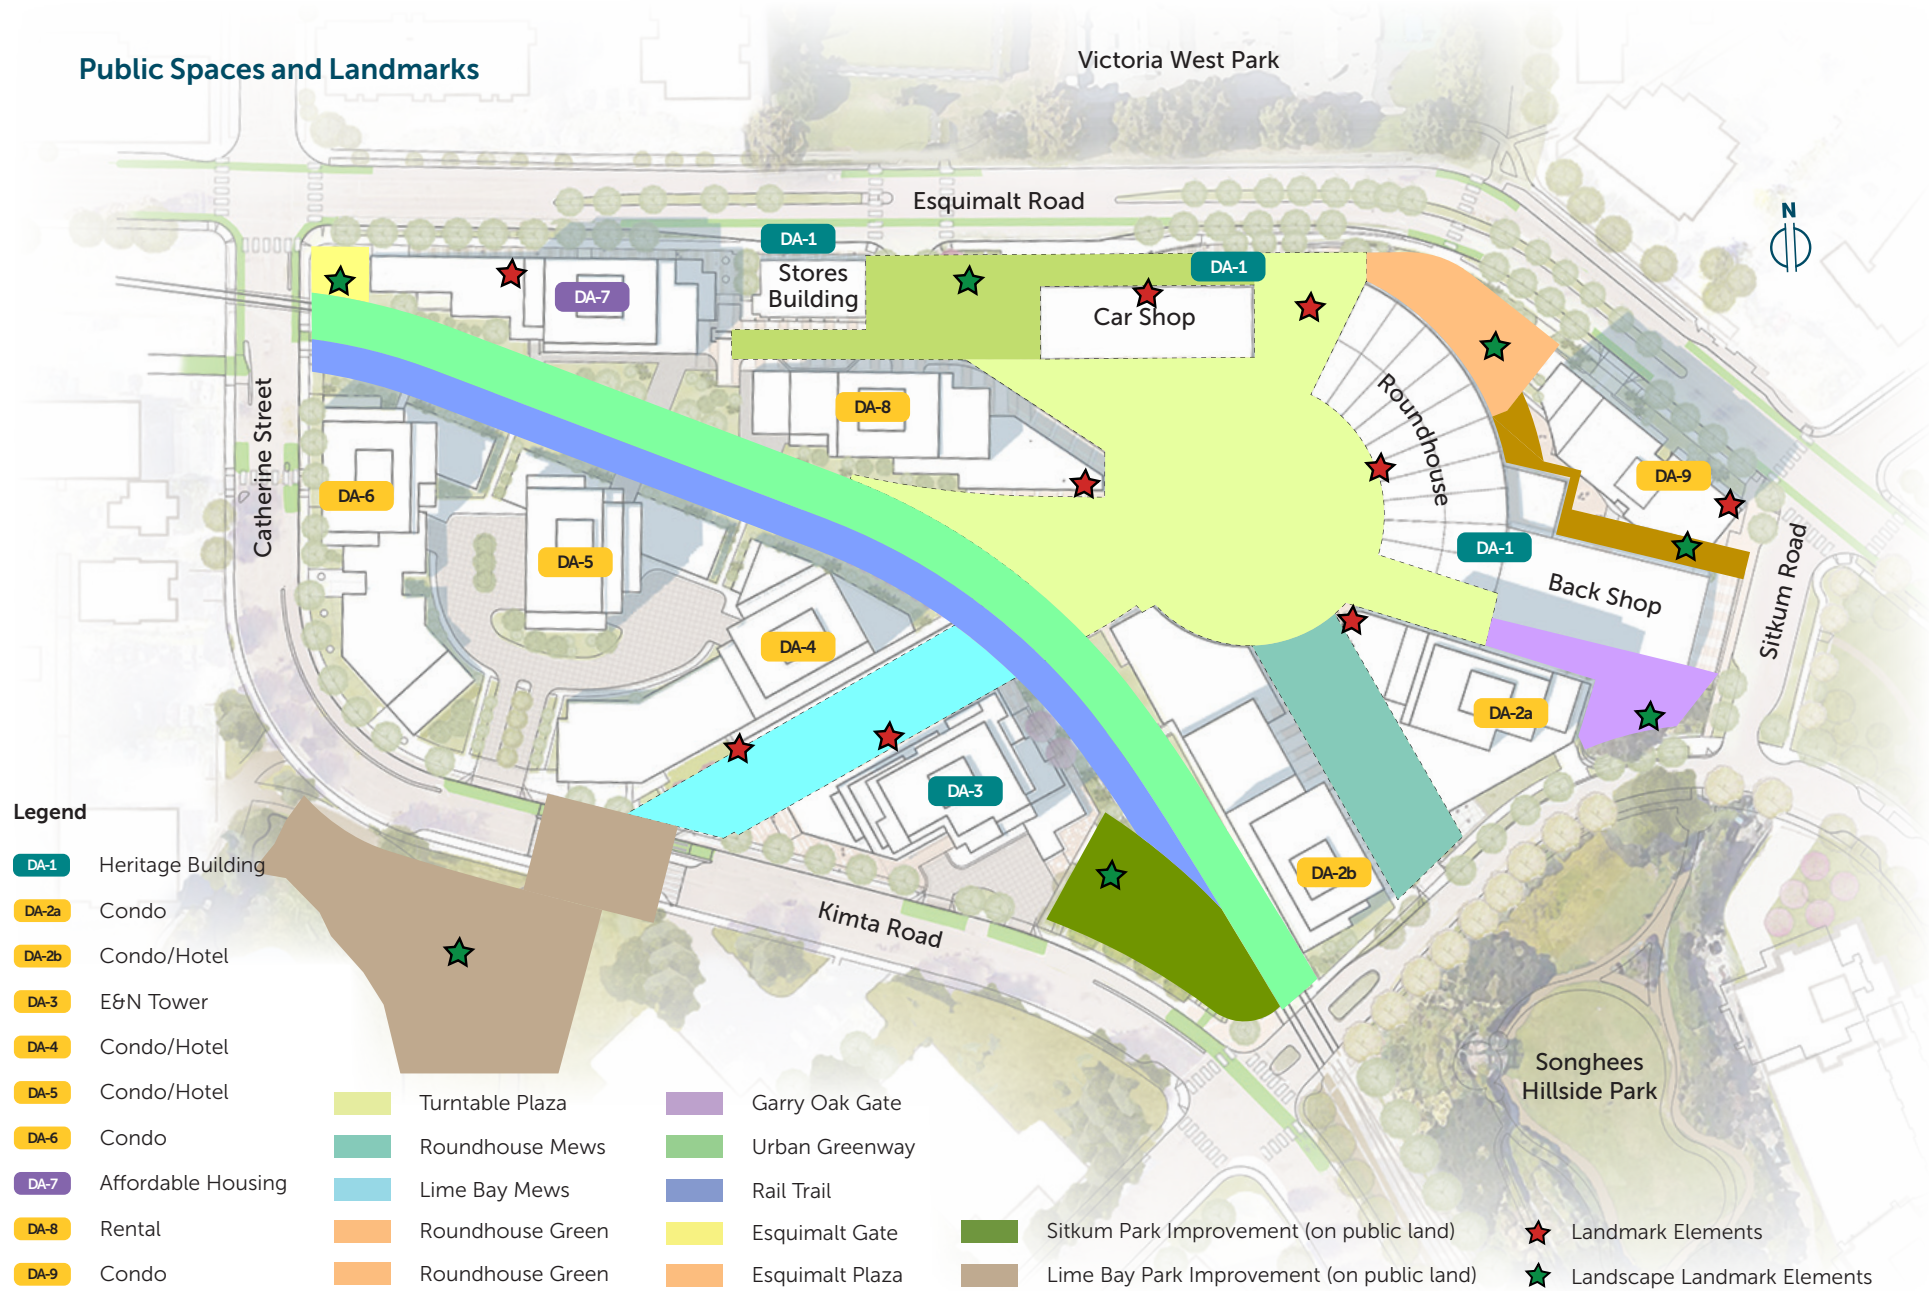 Public Spaces and Landmarks
Victoria West Park
Esquimalt Road
N
DA-1
Stores
Building
DA-1
Car Shop
DA-7
Roundhouse
DA-8
DA-9
DA-6
Catherine Street
DA-5
DA-1
Back Shop
Sitkum Road
DA-4
DA-2a
DA-3
DA-2b
Kimta Road
Songhees
Hillside Park
Legend
DA-1 Heritage Building
DA-2a Condo
DA-2b Condo/Hotel
DA-3 E&N Tower
DA-4 Condo/Hotel
DA-5 Condo/Hotel
DA-6 Condo
DA-7 Affordable Housing
DA-8 Rental
DA-9 Condo
Turntable Plaza
Roundhouse Mews
Lime Bay Mews
Roundhouse Green
Roundhouse Green
Garry Oak Gate
Urban Greenway
Rail Trail
Esquimalt Gate
Esquimalt Plaza
Sitkum Park Improvement (on public land)
Lime Bay Park Improvement (on public land)
Landmark Elements
Landscape Landmark Elements